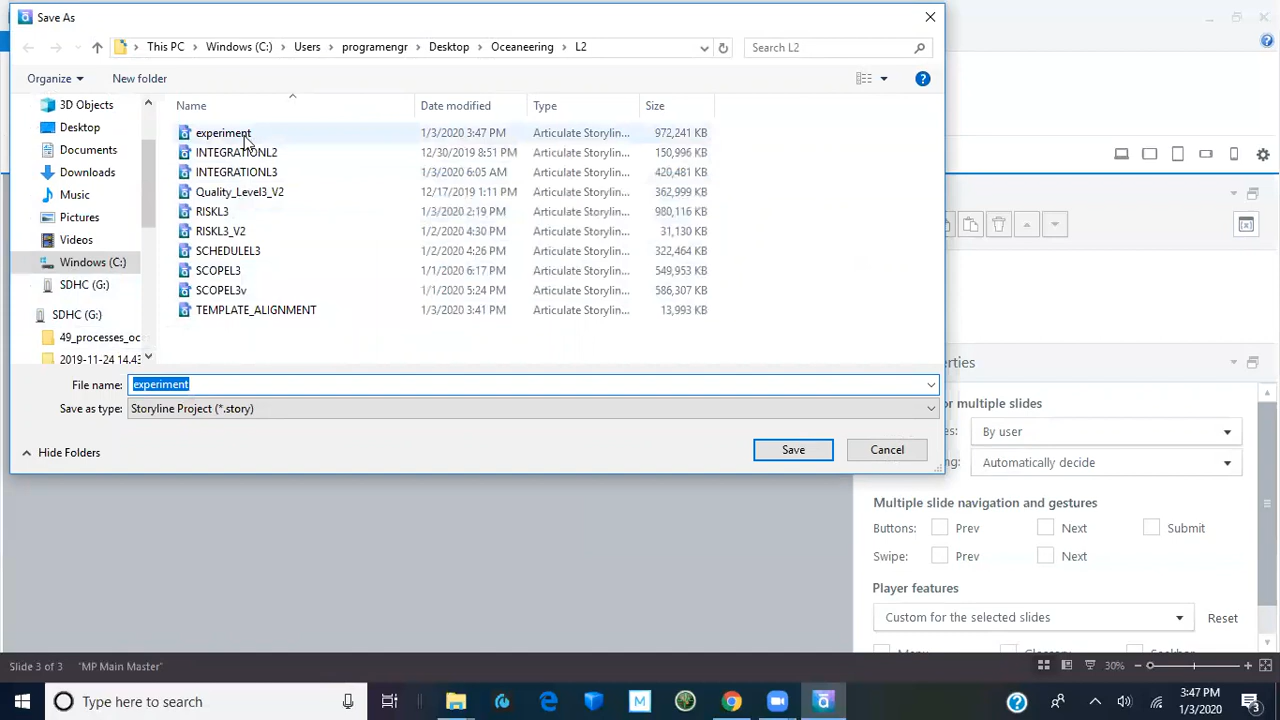 Save As
This PC Windows (C:) Users programengr Desktop Oceaneering L2
Search L2
Organize
New folder
Name Date modified Type Size
3D Objects
Desktop
Documents
Downloads
Music
Pictures
Videos
Windows (C:)
SDHC (G:)
SDHC (G:)
49_processes_oc
2019-11-24 14.43
experiment 1/3/2020 3:47 PM Articulate Storylin... 972,241 KB
INTEGRATIONL2 12/30/2019 8:51 PM Articulate Storylin... 150,996 KB
INTEGRATIONL3 1/3/2020 6:05 AM Articulate Storylin... 420,481 KB
Quality_Level3_V2 12/17/2019 1:11 PM Articulate Storylin... 362,999 KB
RISKL3 1/3/2020 2:19 PM Articulate Storylin... 980,116 KB
RISKL3_V2 1/2/2020 4:30 PM Articulate Storylin... 31,130 KB
SCHEDULEL3 1/2/2020 4:26 PM Articulate Storylin... 322,464 KB
SCOPEL3 1/1/2020 6:17 PM Articulate Storylin... 549,953 KB
SCOPEL3v 1/1/2020 5:24 PM Articulate Storylin... 586,307 KB
TEMPLATE_ALIGNMENT 1/3/2020 3:41 PM Articulate Storylin... 13,993 KB
File name: experiment
Save as type: Storyline Project (*.story)
Hide Folders
Save
Cancel
erties
or multiple slides
es: By user
ng: Automatically decide
Multiple slide navigation and gestures
Buttons: Prev Next Submit
Swipe: Prev Next
Player features
Custom for the selected slides Reset
Slide 3 of 3 "MP Main Master" 30%
Type here to search
3:47 PM
1/3/2020
3